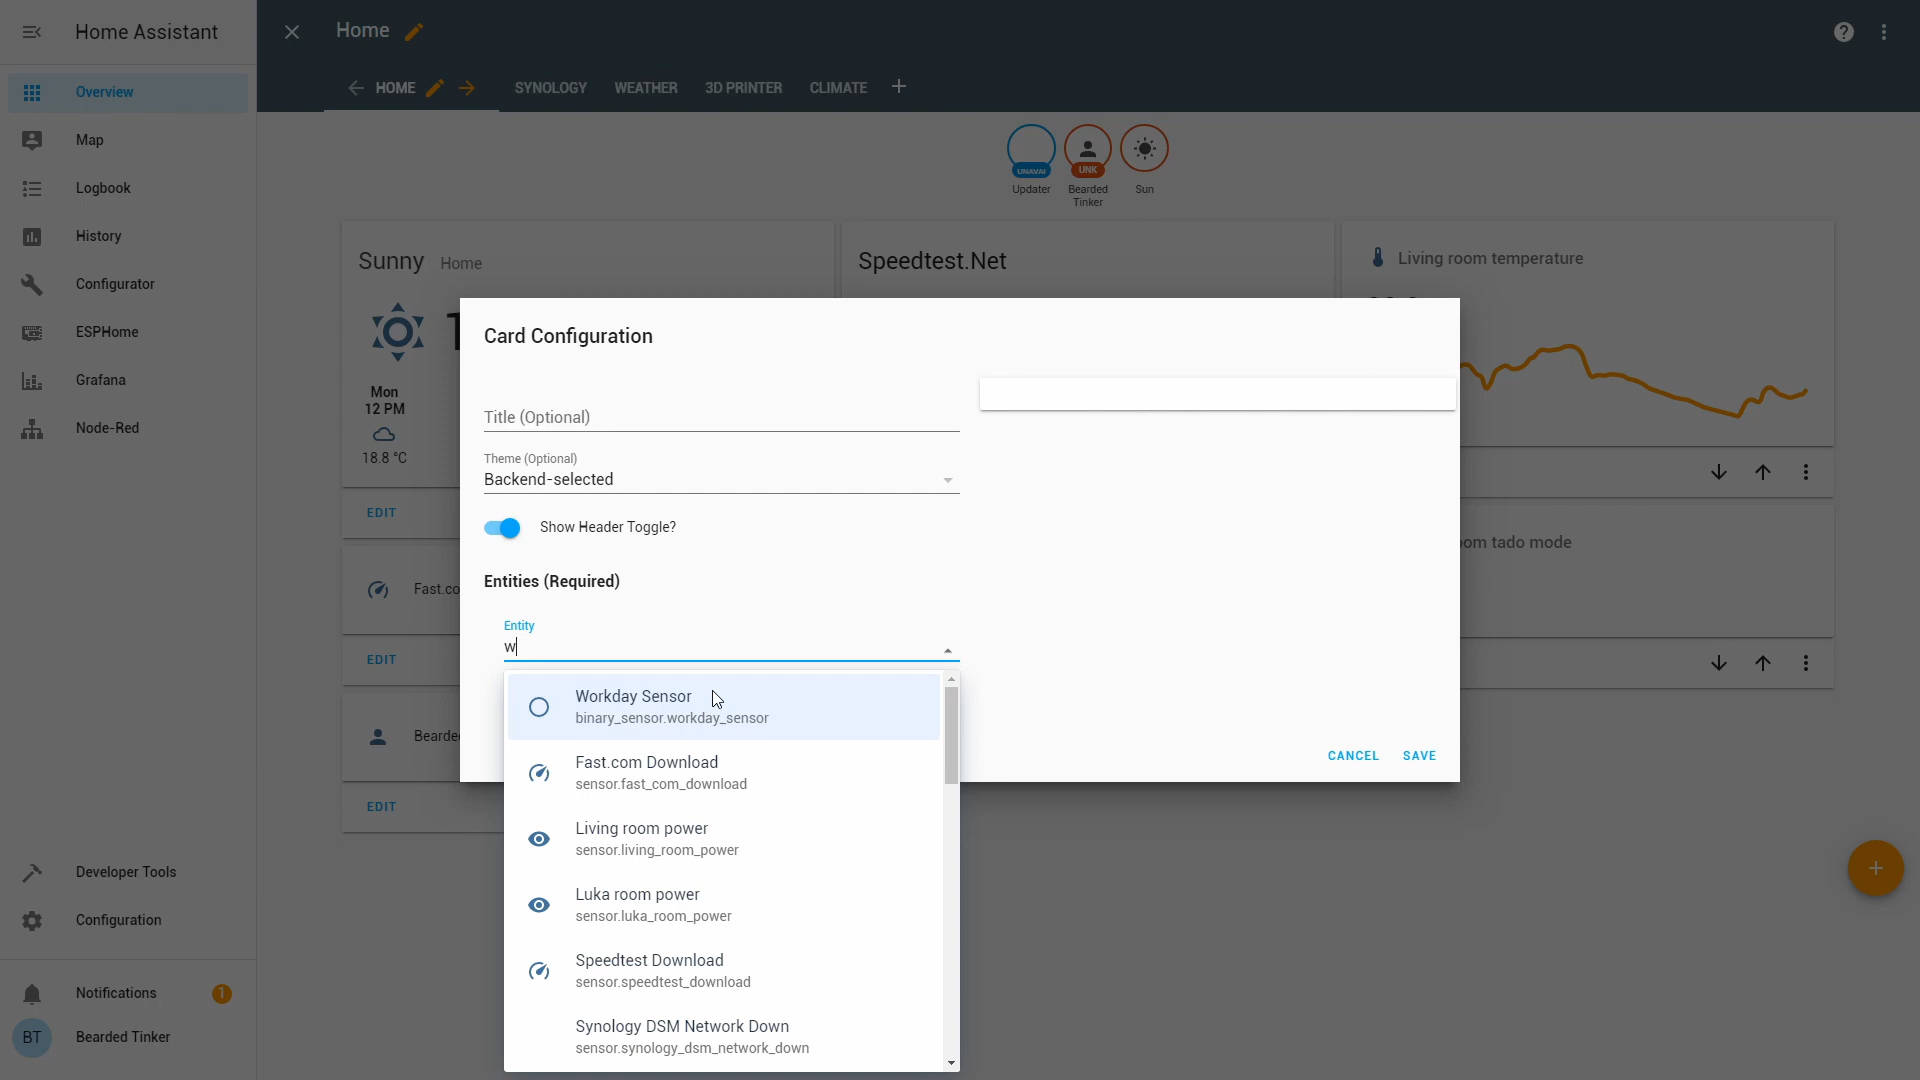 Home Assistant
Home
HOME
SYNOLOGY
WEATHER
3D PRINTER
CLIMATE
Overview
Map
Logbook
History
Configurator
ESPHome
Grafana
Node-Red
Developer Tools
Configuration
Notifications
1
BT
Bearded Tinker
UNAVAI
UNK
Updater
Bearded
Tinker
Sun
Sunny Home
Speedtest.Net
Living room temperature
Mon
12 PM
18.8 °C
EDIT
Fast.co
EDIT
Bearde
EDIT
om tado mode
Card Configuration
Title (Optional)
Theme (Optional)
Backend-selected
Show Header Toggle?
Entities (Required)
Entity
w
Workday Sensor
binary_sensor.workday_sensor
Fast.com Download
sensor.fast_com_download
Living room power
sensor.living_room_power
Luka room power
sensor.luka_room_power
Speedtest Download
sensor.speedtest_download
Synology DSM Network Down
sensor.synology_dsm_network_down
CANCEL
SAVE